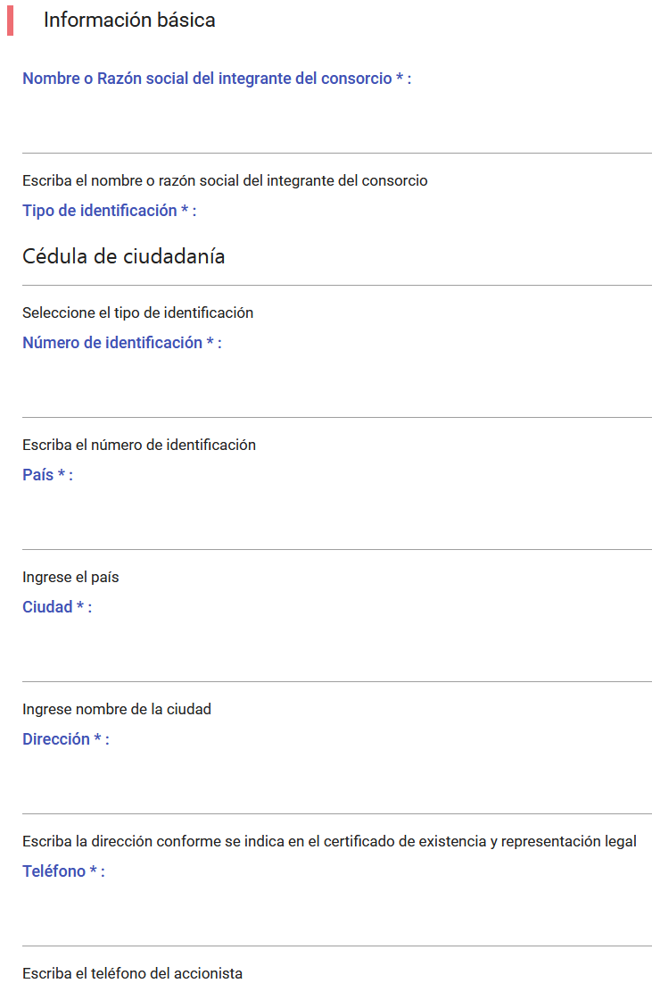 Información básica
Nombre o Razón social del integrante del consorcio * :
Escriba el nombre o razón social del integrante del consorcio
Tipo de identificación * :
Cédula de ciudadanía
Seleccione el tipo de identificación
Número de identificación * :
Escriba el número de identificación
País * :
Ingrese el país
Ciudad * :
Ingrese nombre de la ciudad
Dirección * :
Escriba la dirección conforme se indica en el certificado de existencia y representación legal
Teléfono * :
Escriba el teléfono del accionista